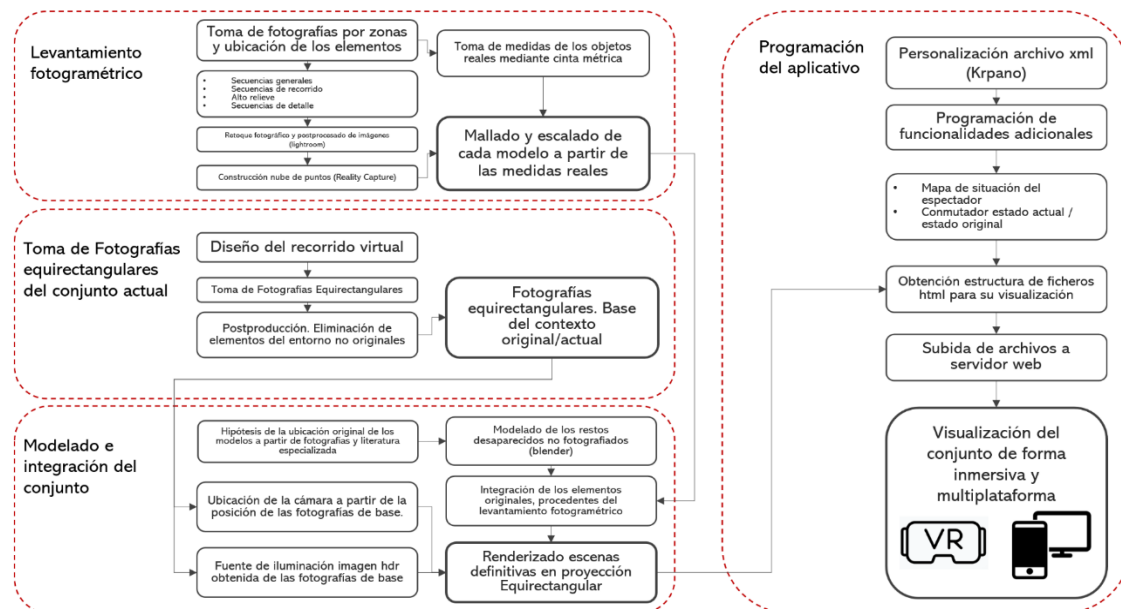 Levantamiento
fotogramétrico
Toma de fotografías por zonas
y ubicación de los elementos
Toma de medidas de los objetos
reales mediante cinta métrica
• Secuencias generales
• Secuencias de recorrido
• Alto relieve
• Secuencias de detalle
Retoque fotográfico y postprocesado de imágenes
(lightroom)
Construcción nube de puntos (Reality Capture)
Mallado y escalado de
cada modelo a partir de
las medidas reales
Toma de Fotografías
equirectangulares
del conjunto actual
Diseño del recorrido virtual
Toma de Fotografías Equirectangulares
Postproducción. Eliminación de
elementos del entorno no originales
Fotografías
equirectangulares. Base
del contexto
original/actual
Modelado e
integración del
conjunto
Hipótesis de la ubicación original de los
modelos a partir de fotografías y literatura
especializada
Modelado de los restos
desaparecidos no fotografiados
(blender)
Ubicación de la cámara a partir de la
posición de las fotografías de base.
Integración de los elementos
originales, procedentes del
levantamiento fotogramétrico
Fuente de iluminación imagen hdr
obtenida de las fotografías de base
Renderizado escenas
definitivas en proyección
Equirectangular
Programación
del aplicativo
Personalización archivo xml
(Krpano)
Programación de
funcionalidades adicionales
• Mapa de situación del
espectador
• Conmutador estado actual /
estado original
Obtención estructura de ficheros
html para su visualización
Subida de archivos a
servidor web
Visualización del
conjunto de forma
inmersiva y
multiplataforma
VR